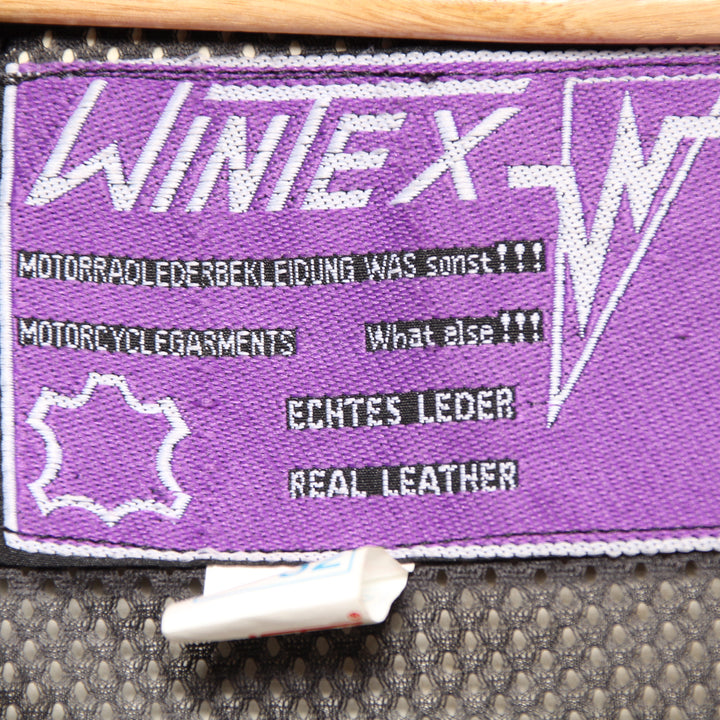 WINTEX
MOTORRADLEDERBEKLEIDUNG WAS sonst!!!
MOTORCYCLEGARMENTS What else!!!
ECHTES LEDER
REAL LEATHER